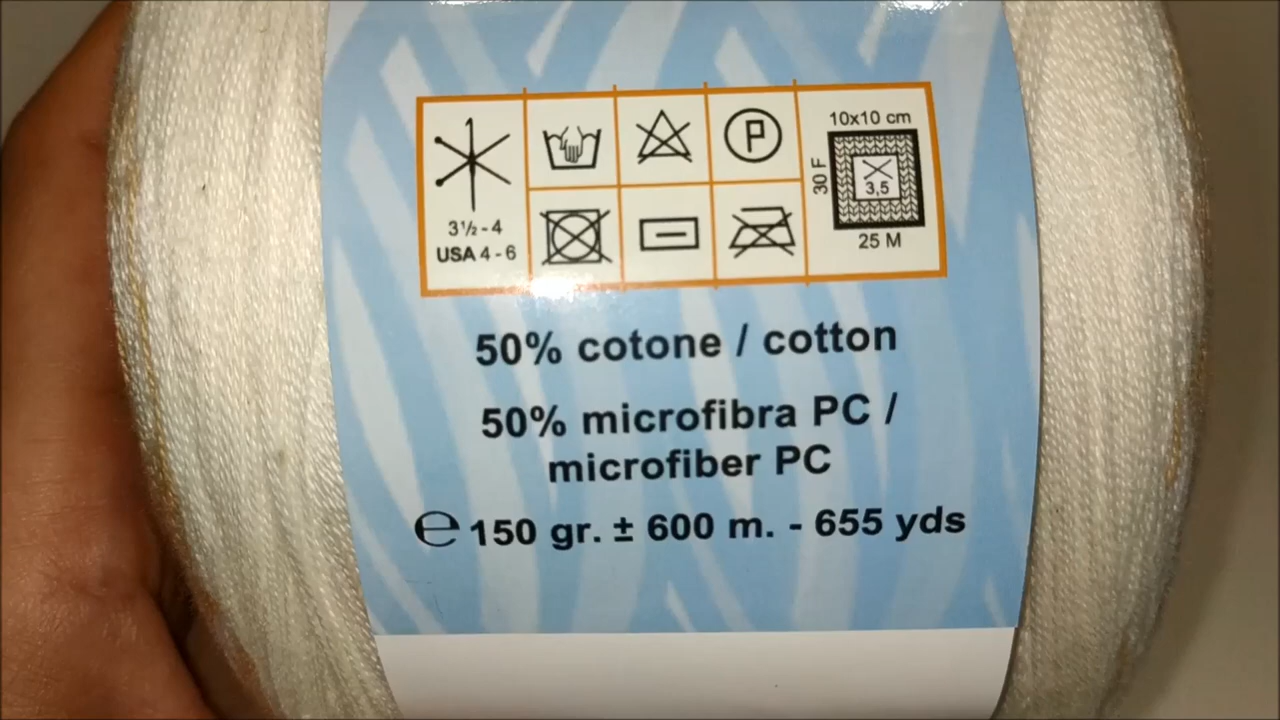 3½ - 4
USA 4 - 6
P
10x10 cm
30 F
3,5
25 M
50% cotone / cotton
50% microfibra PC /
microfiber PC
℮ 150 gr. ± 600 m. - 655 yds